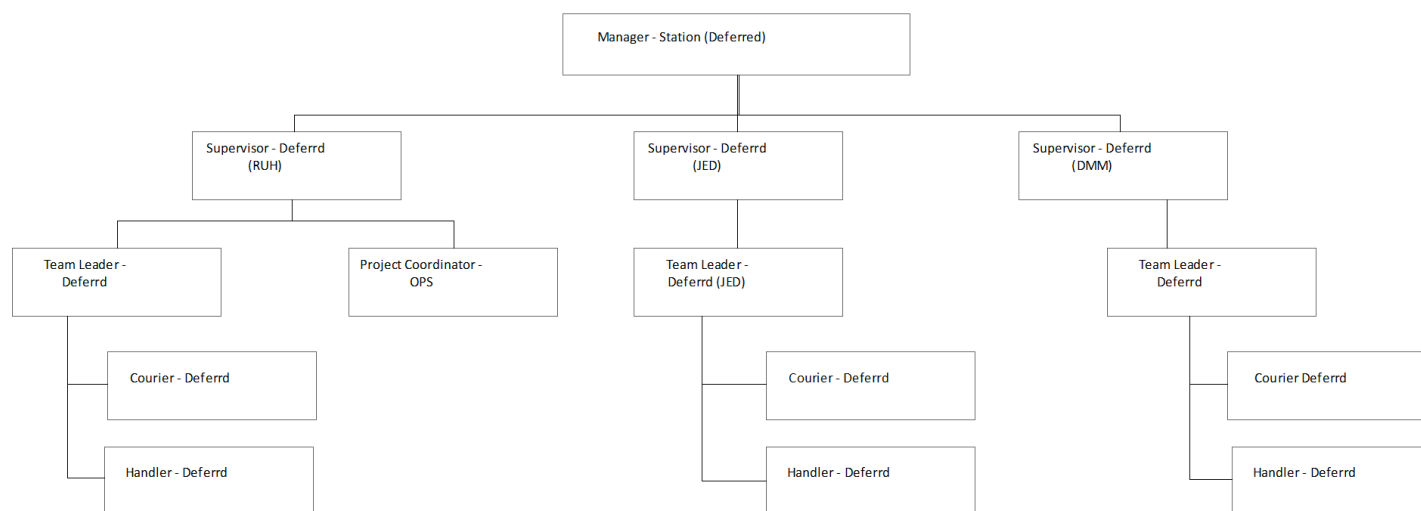 Manager - Station (Deferred)
Supervisor - Deferrd
(RUH)
Supervisor - Deferrd
(JED)
Supervisor - Deferrd
(DMM)
Team Leader -
Deferrd
Project Coordinator -
OPS
Team Leader -
Deferrd (JED)
Team Leader -
Deferrd
Courier - Deferrd
Courier - Deferrd
Courier Deferrd
Handler - Deferrd
Handler - Deferrd
Handler - Deferrd